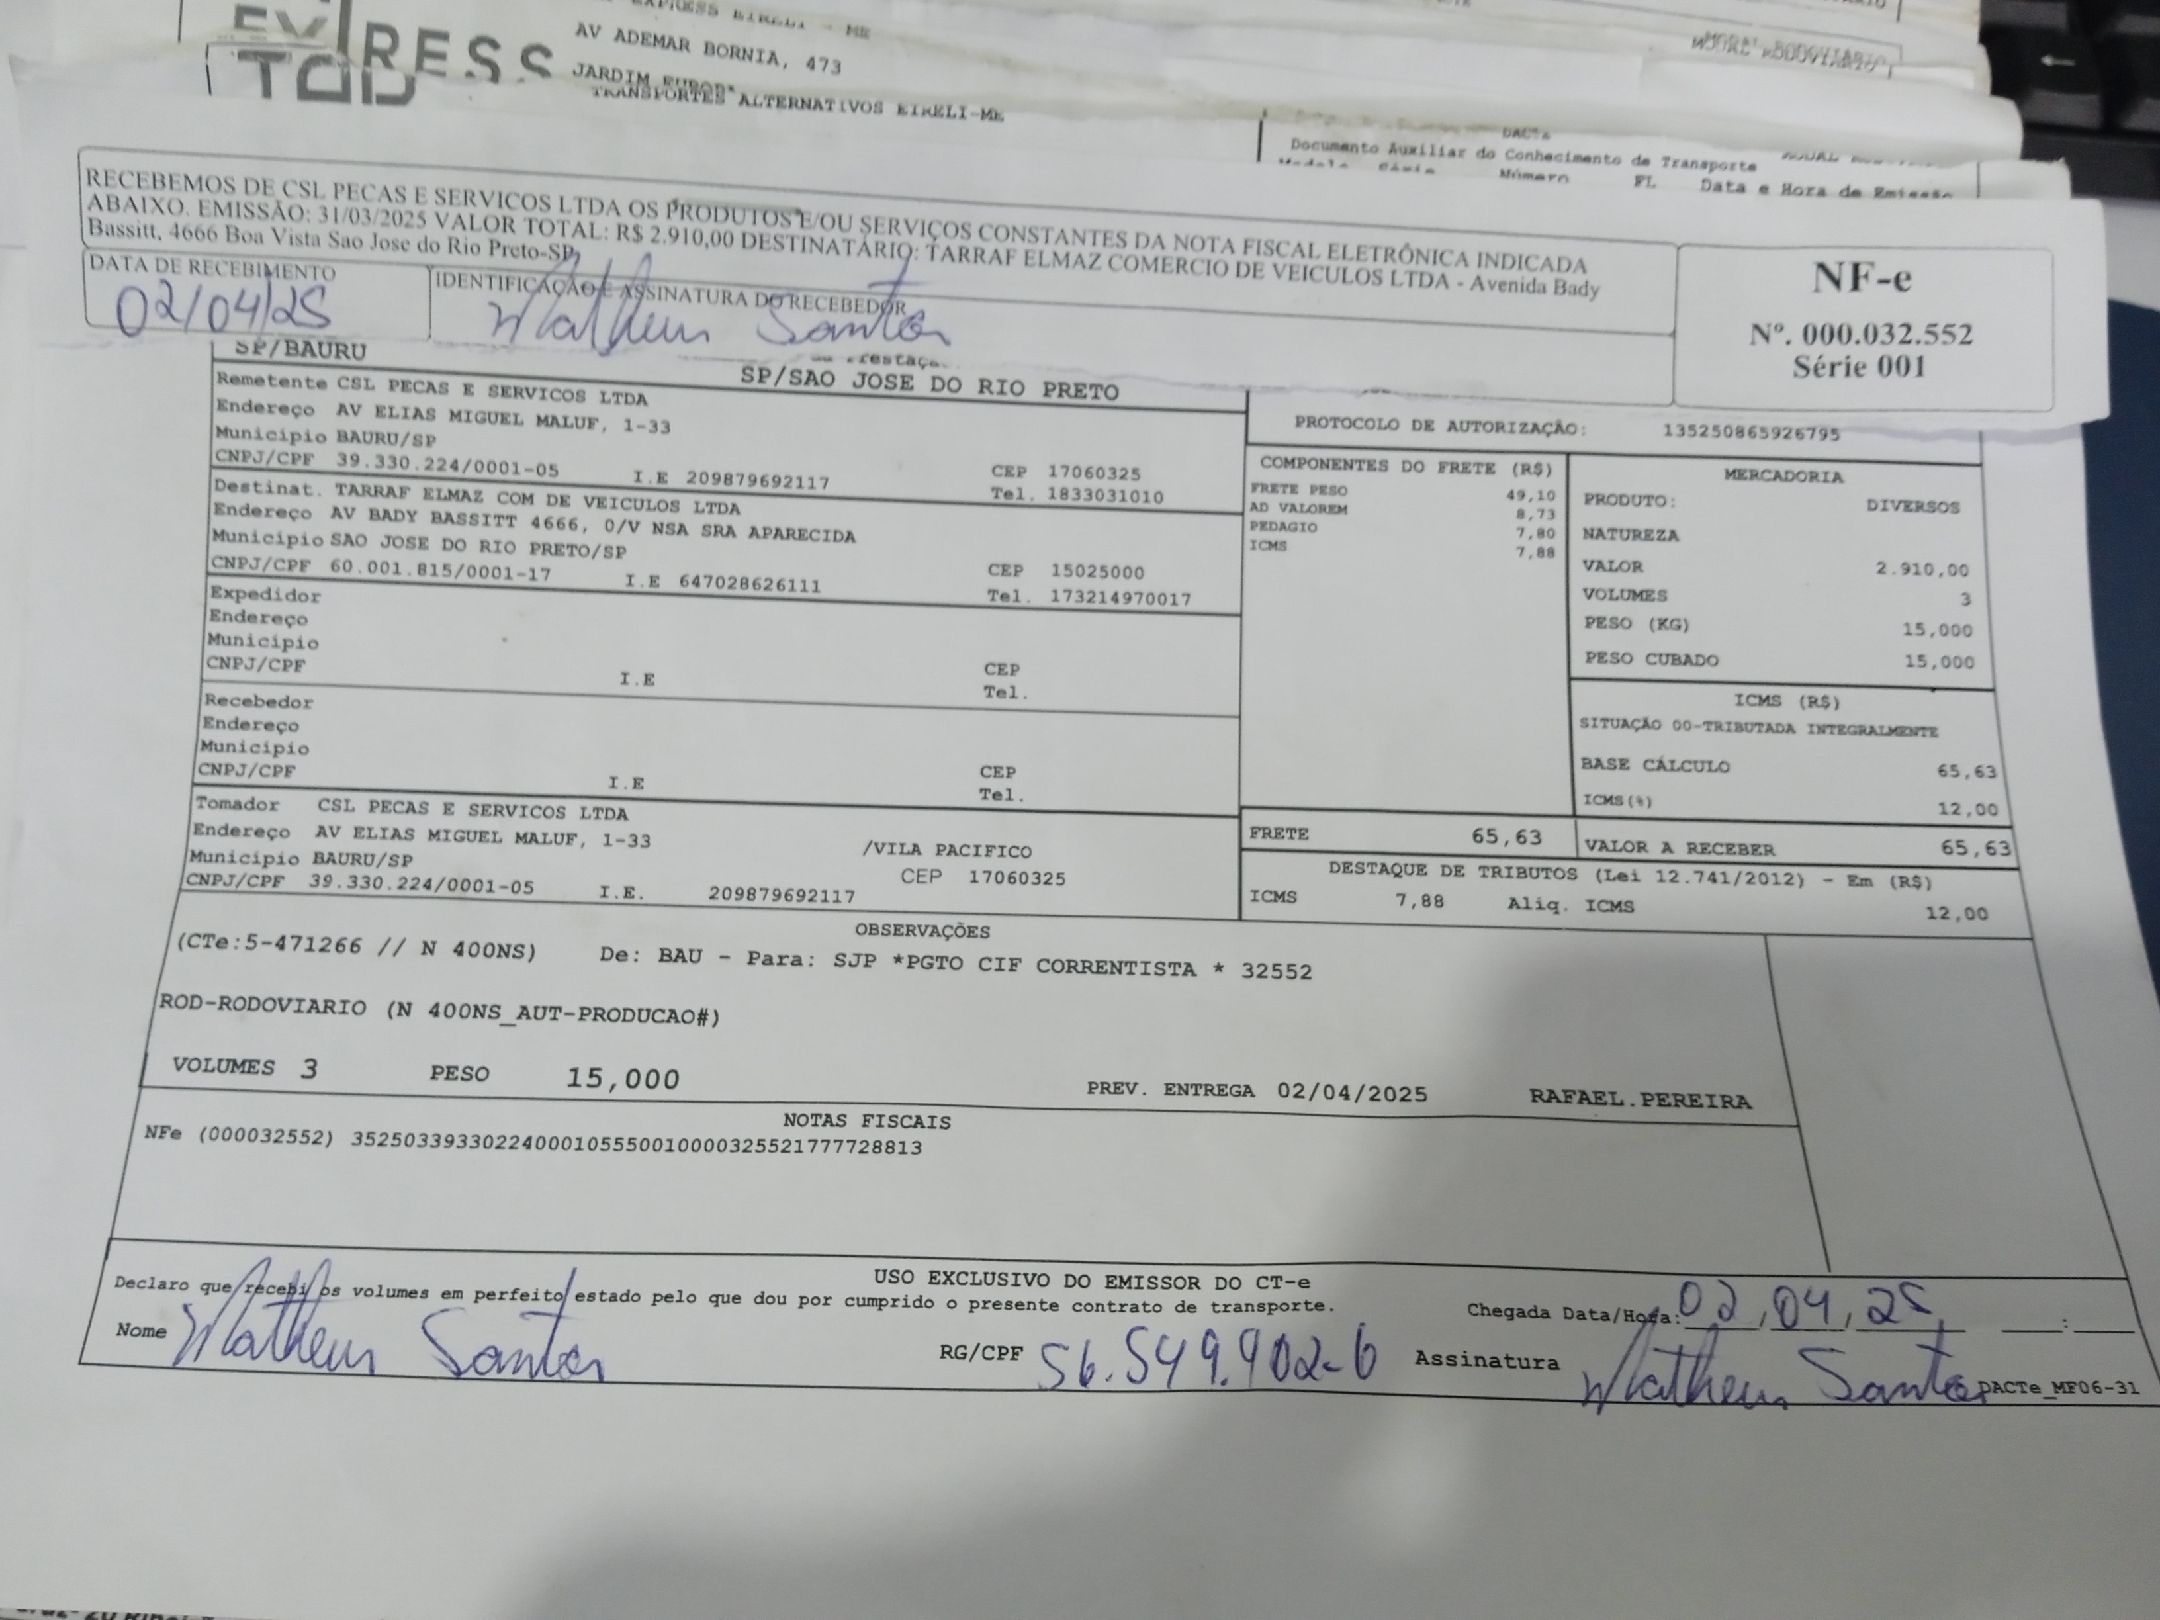 EXPRESS EIRELI - ME
AV ADEMAR BORNIA, 473
TRANSPORTES ALTERNATIVOS EIRELI-ME
DACTe
Documento Auxiliar do Conhecimento de Transporte
Modelo Série Número FL Data e Hora de Emissão
RECEBEMOS DE CSL PECAS E SERVICOS LTDA OS PRODUTOS E/OU SERVIÇOS CONSTANTES DA NOTA FISCAL ELETRÔNICA INDICADA
ABAIXO. EMISSÃO: 31/03/2025 VALOR TOTAL: R$ 2.910,00 DESTINATÁRIO: TARRAF ELMAZ COMERCIO DE VEICULOS LTDA - Avenida Bady
Bassitt, 4666 Boa Vista Sao Jose do Rio Preto-SP
DATA DE RECEBIMENTO
02/04/25
IDENTIFICAÇÃO E ASSINATURA DO RECEBEDOR
Matheus Santos
NF-e
Nº. 000.032.552
Série 001
SP/BAURU
SP/SAO JOSE DO RIO PRETO
Remetente CSL PECAS E SERVICOS LTDA
Endereço AV ELIAS MIGUEL MALUF, 1-33
Município BAURU/SP
CNPJ/CPF 39.330.224/0001-05 I.E 209879692117 CEP 17060325
Tel. 1833031010
Destinat. TARRAF ELMAZ COM DE VEICULOS LTDA
Endereço AV BADY BASSITT 4666, 0/V NSA SRA APARECIDA
Município SAO JOSE DO RIO PRETO/SP
CNPJ/CPF 60.001.815/0001-17 I.E 647028626111 CEP 15025000
Tel. 173214970017
Expedidor
Endereço
Município
CNPJ/CPF I.E CEP
Tel.
Recebedor
Endereço
Município
CNPJ/CPF I.E CEP
Tel.
Tomador CSL PECAS E SERVICOS LTDA
Endereço AV ELIAS MIGUEL MALUF, 1-33 /VILA PACIFICO
Município BAURU/SP CEP 17060325
CNPJ/CPF 39.330.224/0001-05 I.E. 209879692117
PROTOCOLO DE AUTORIZAÇÃO: 135250865926795
COMPONENTES DO FRETE (R$)
FRETE PESO 49,10
AD VALOREM 8,73
PEDAGIO 7,80
ICMS 7,88
MERCADORIA
PRODUTO: DIVERSOS
NATUREZA
VALOR 2.910,00
VOLUMES 3
PESO (KG) 15,000
PESO CUBADO 15,000
ICMS (R$)
SITUAÇÃO 00-TRIBUTADA INTEGRALMENTE
BASE CÁLCULO 65,63
ICMS(%) 12,00
FRETE 65,63 VALOR A RECEBER 65,63
DESTAQUE DE TRIBUTOS (Lei 12.741/2012) - Em (R$)
ICMS 7,88 Aliq. ICMS 12,00
OBSERVAÇÕES
(CTe:5-471266 // N 400NS) De: BAU - Para: SJP *PGTO CIF CORRENTISTA * 32552
ROD-RODOVIARIO (N 400NS_AUT-PRODUCAO#)
VOLUMES 3 PESO 15,000 PREV. ENTREGA 02/04/2025 RAFAEL.PEREIRA
NOTAS FISCAIS
NFe (000032552) 35250339330224000105550010000325521777728813
USO EXCLUSIVO DO EMISSOR DO CT-e
Declaro que recebi os volumes em perfeito estado pelo que dou por cumprido o presente contrato de transporte.
Chegada Data/Hora: 02,04,25
Nome Matheus Santos RG/CPF 56.549.902-6 Assinatura Matheus Santos
DACTe_MF06-31